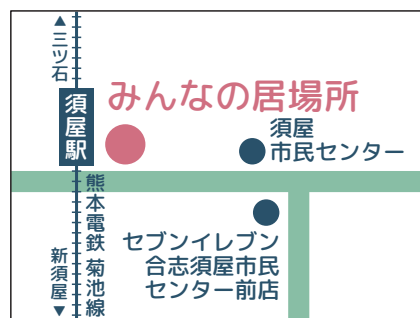 ▲三ツ石
須屋駅
みんなの居場所
須屋
市民センター
熊本電鉄 菊池線
新須屋▼
セブンイレブン
合志須屋市民
センター前店